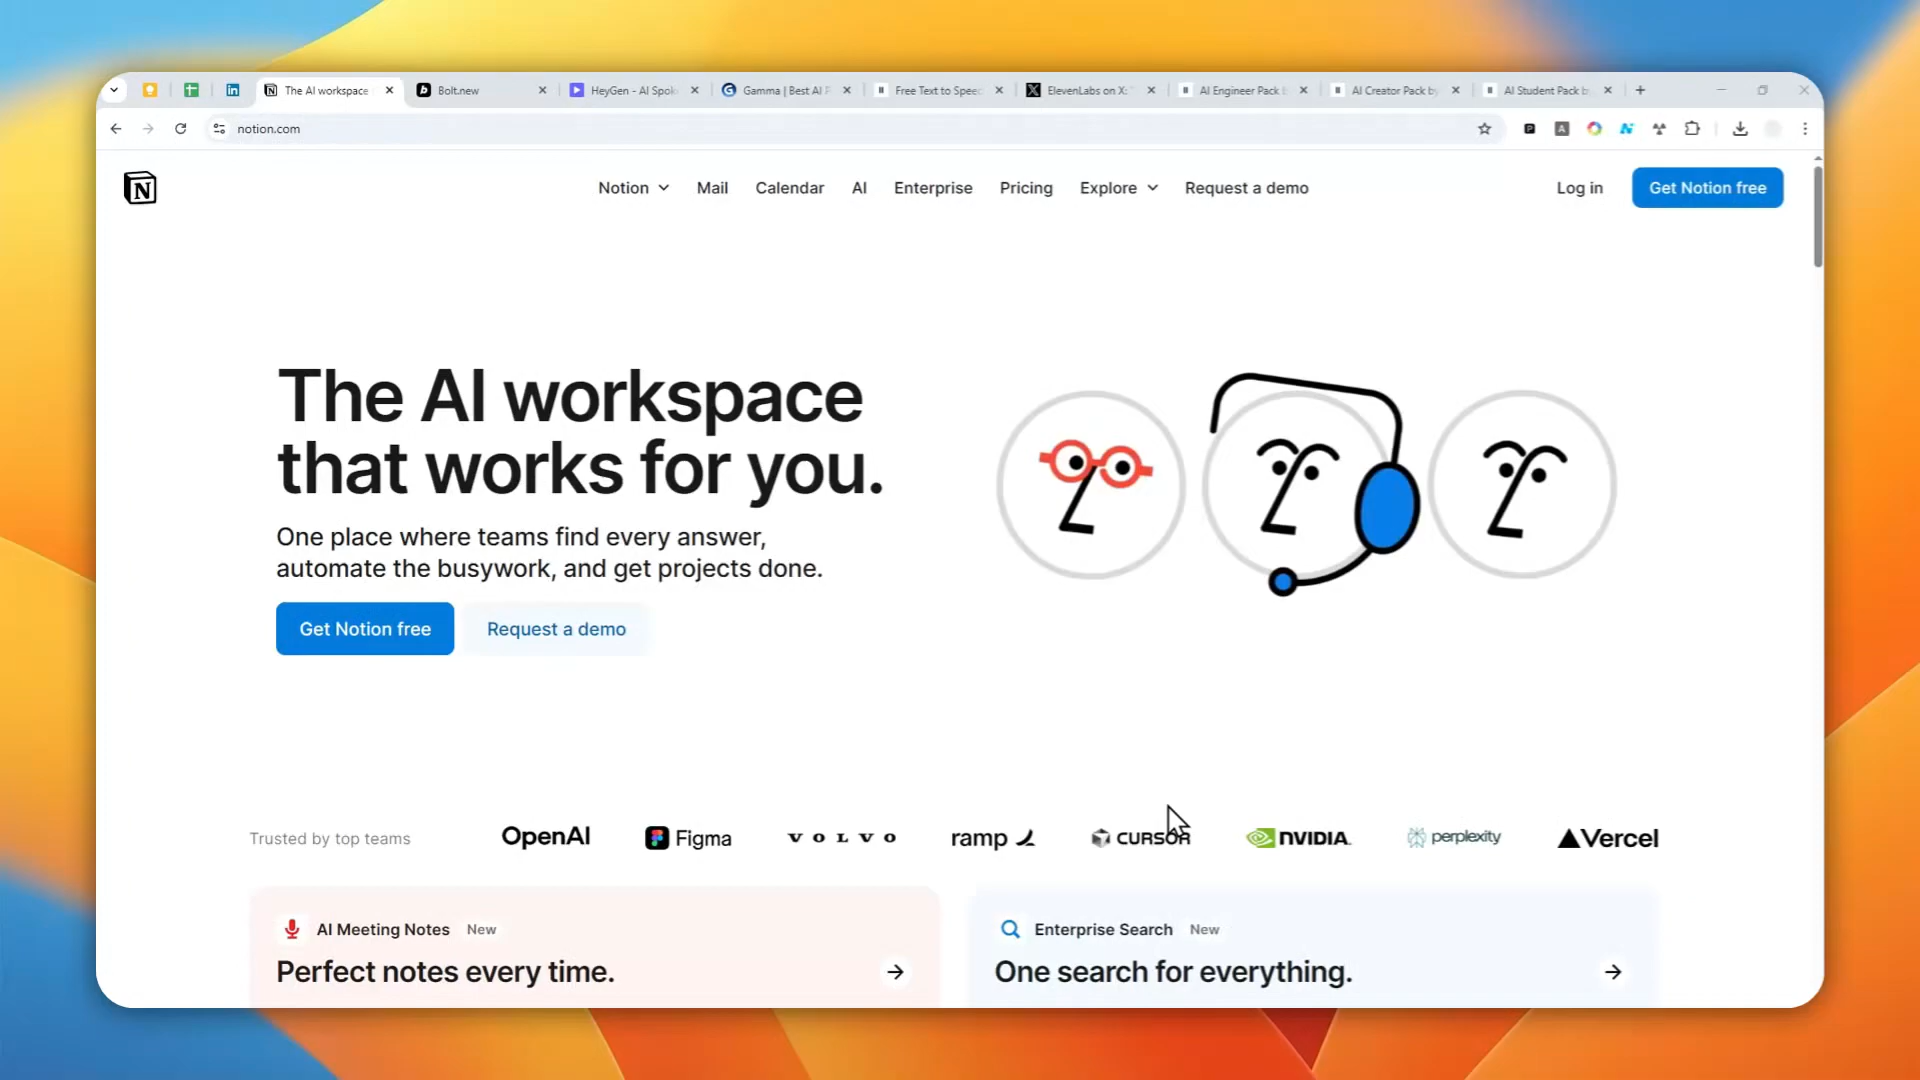 The AI workspace
Bolt.new
HeyGen - AI Spok
Gamma | Best AI P
Free Text to Speec
ElevenLabs on X: "
AI Engineer Pack b
AI Creator Pack by
AI Student Pack by
notion.com
Notion
Mail
Calendar
AI
Enterprise
Pricing
Explore
Request a demo
Log in
Get Notion free
The AI workspace
that works for you.
One place where teams find every answer,
automate the busywork, and get projects done.
Get Notion free
Request a demo
Trusted by top teams
OpenAI
Figma
VOLVO
ramp
CURSOR
NVIDIA
perplexity
Vercel
AI Meeting Notes New
Perfect notes every time.
Enterprise Search New
One search for everything.